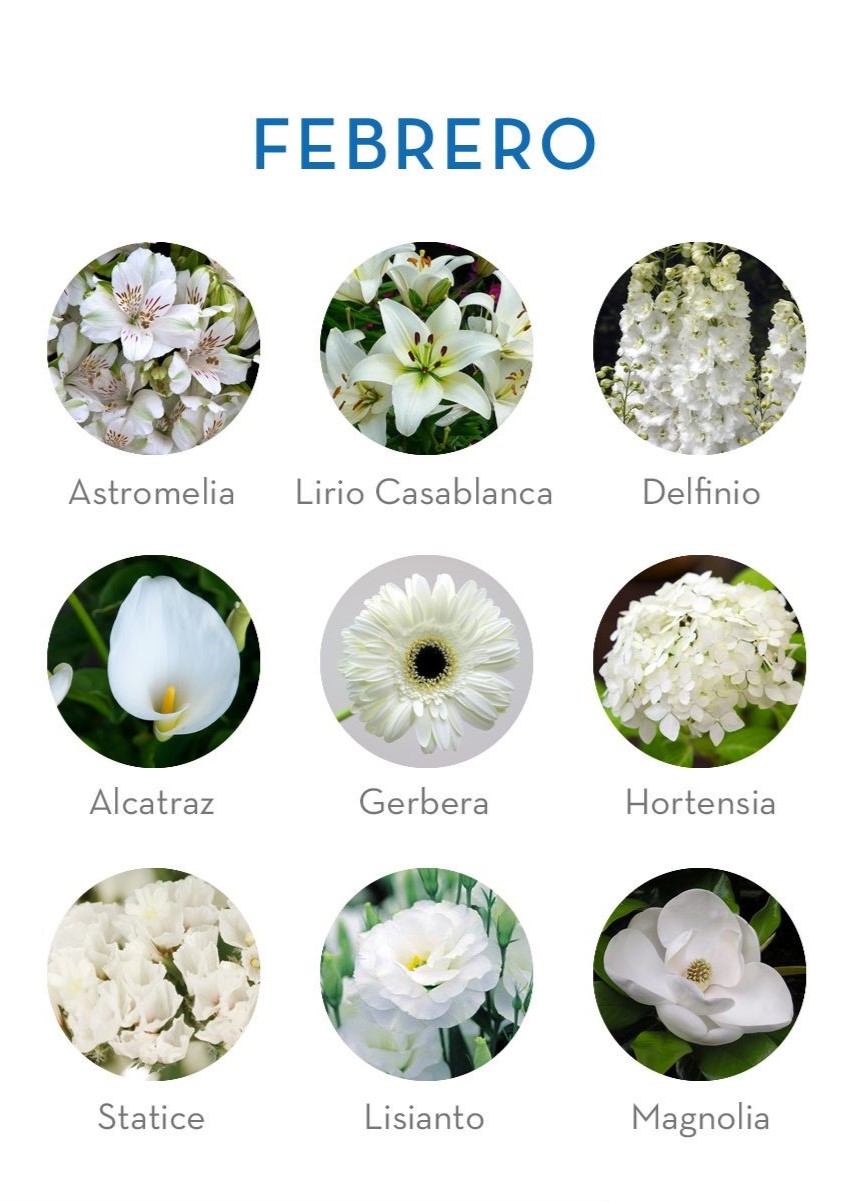 FEBRERO
Astromelia
Lirio Casablanca
Delfinio
Alcatraz
Gerbera
Hortensia
Statice
Lisianto
Magnolia